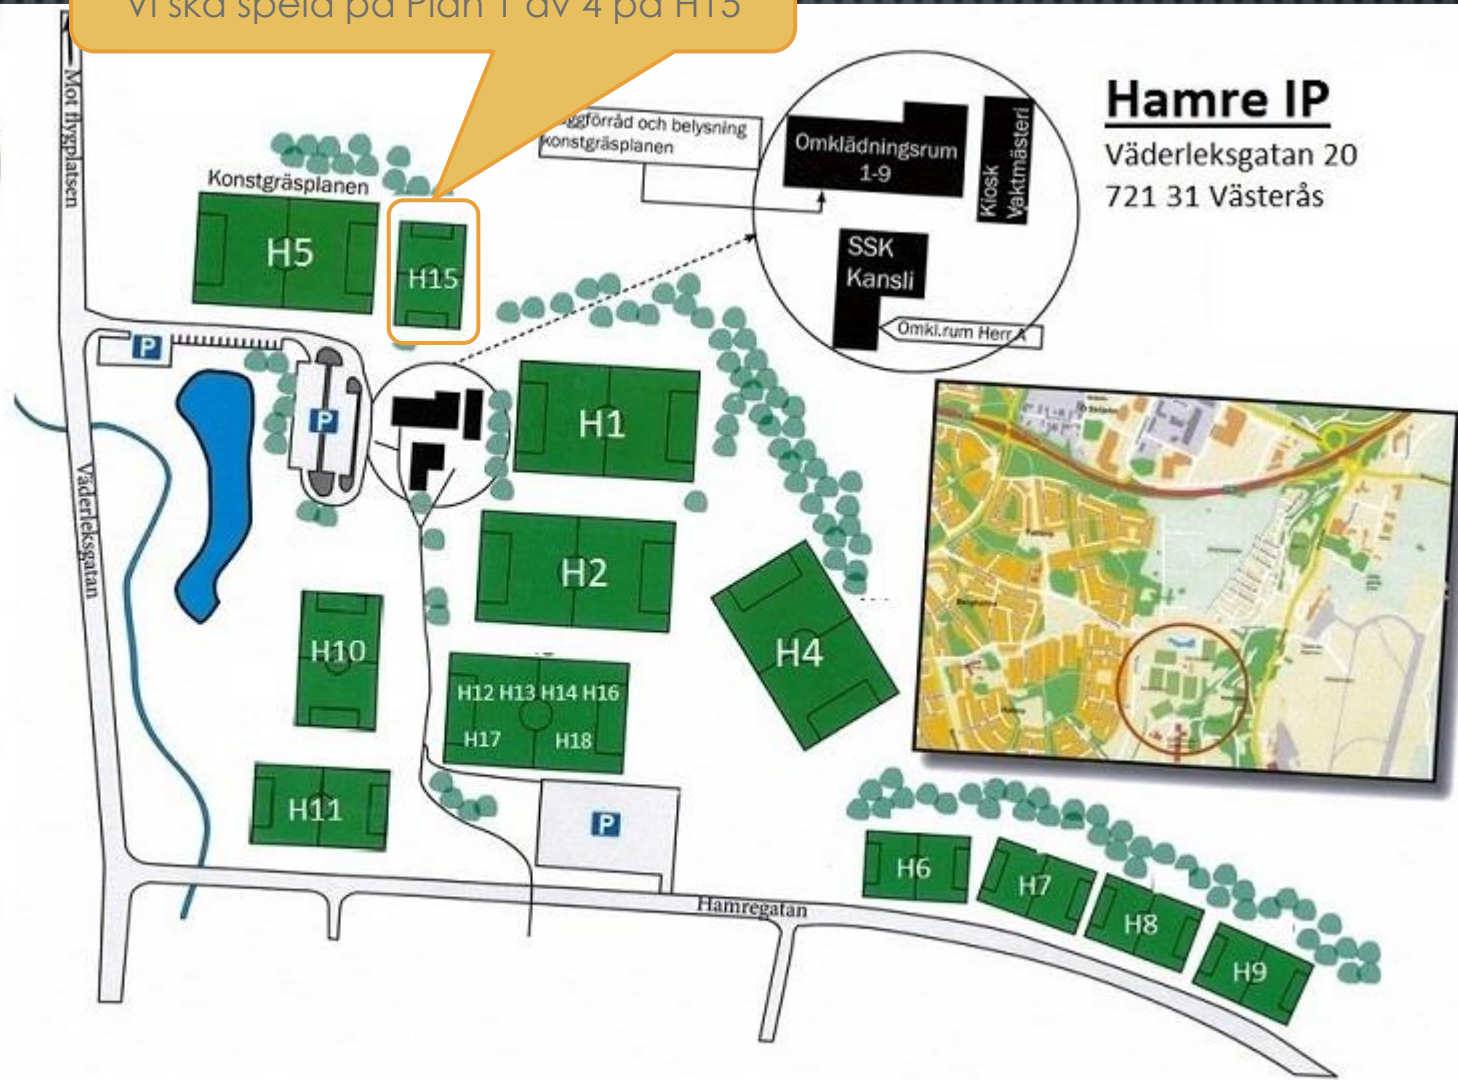 Vi ska spela på Plan 1 av 4 på H15
Mot flygplatsen
Hamre IP
Väderleksgatan 20
721 31 Västerås
ggförråd och belysning
konstgräsplanen
Omklädningsrum
1-9
Kiosk
Vaktmästeri
SSK
Kansli
Omkl.rum Herr A
Konstgräsplanen
H5
H15
P
P
H1
Väderleksgatan
H2
H10
H4
H12 H13 H14 H16
H17 H18
H11
P
H6
H7
H8
H9
Hamregatan